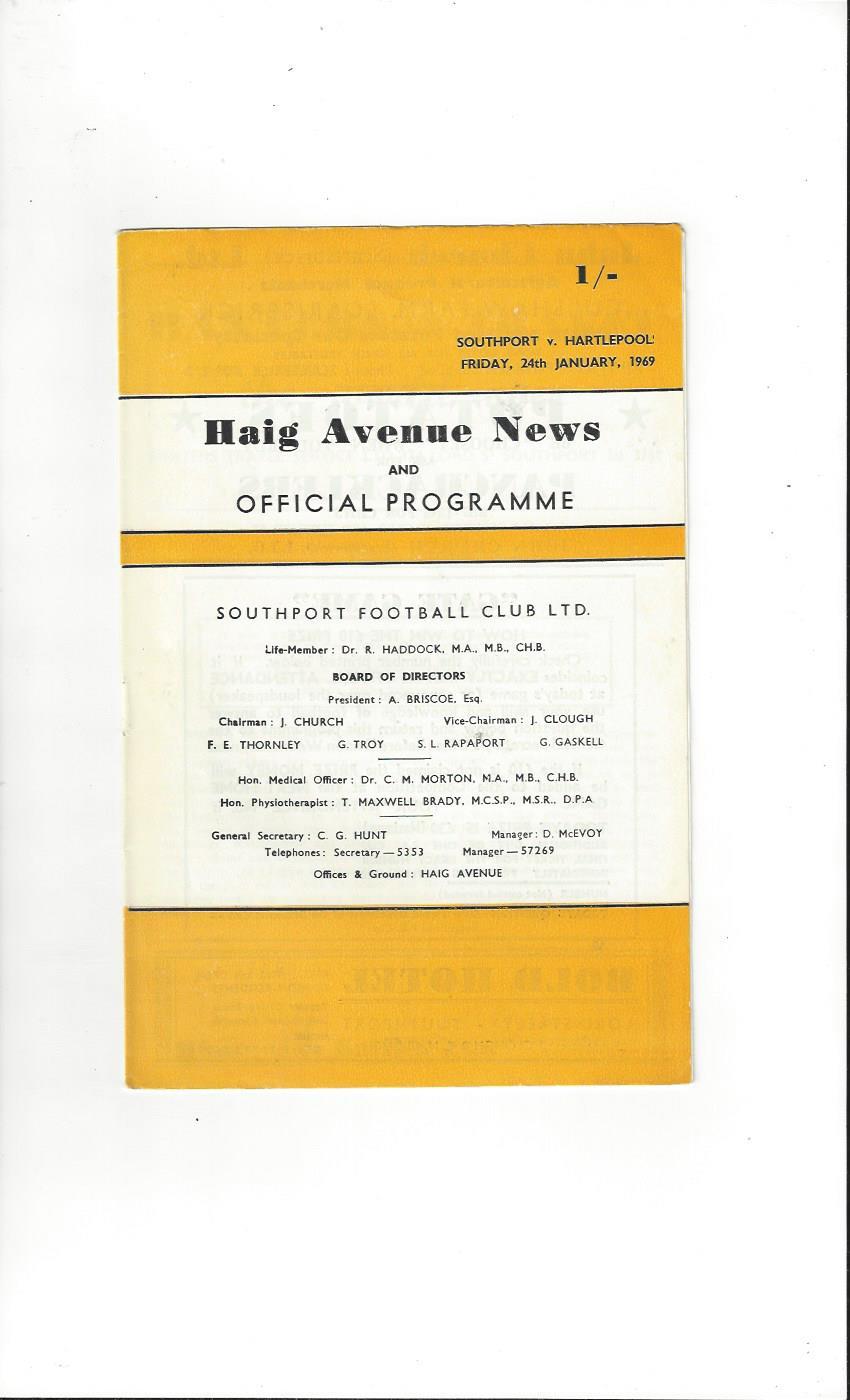 1/-
SOUTHPORT v. HARTLEPOOL
FRIDAY, 24th JANUARY, 1969
Haig Avenue News
AND
OFFICIAL PROGRAMME
SOUTHPORT FOOTBALL CLUB LTD.
Life-Member : Dr. R. HADDOCK, M.A., M.B., CH.B.
BOARD OF DIRECTORS
President : A. BRISCOE, Esq.
Chairman : J. CHURCH Vice-Chairman : J. CLOUGH
F. E. THORNLEY G. TROY S. L. RAPAPORT G. GASKELL
Hon. Medical Officer : Dr. C. M. MORTON, M.A., M.B., C.H.B.
Hon. Physiotherapist : T. MAXWELL BRADY, M.C.S.P., M.S.R., D.P.A
General Secretary : C. G. HUNT Manager : D. McEVOY
Telephones : Secretary — 5353 Manager — 57269
Offices & Ground : HAIG AVENUE